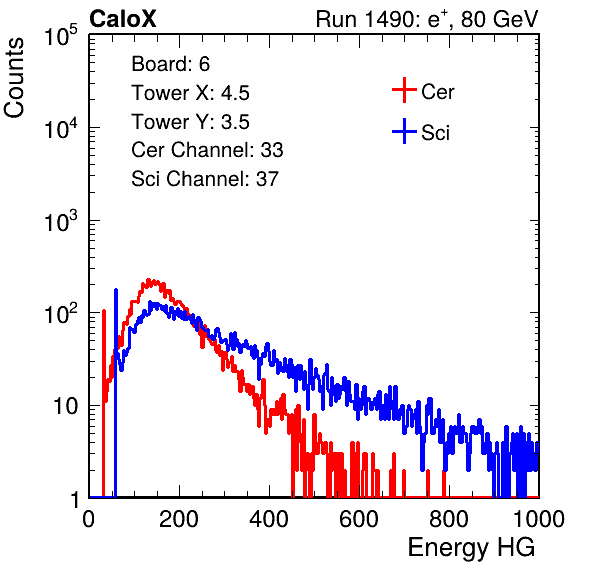 CaloX Run 1490: e⁺, 80 GeV
Counts
10⁵
10⁴
10³
10²
10
1
Board: 6
Tower X: 4.5
Tower Y: 3.5
Cer Channel: 33
Sci Channel: 37
Cer
Sci
0 200 400 600 800 1000
Energy HG